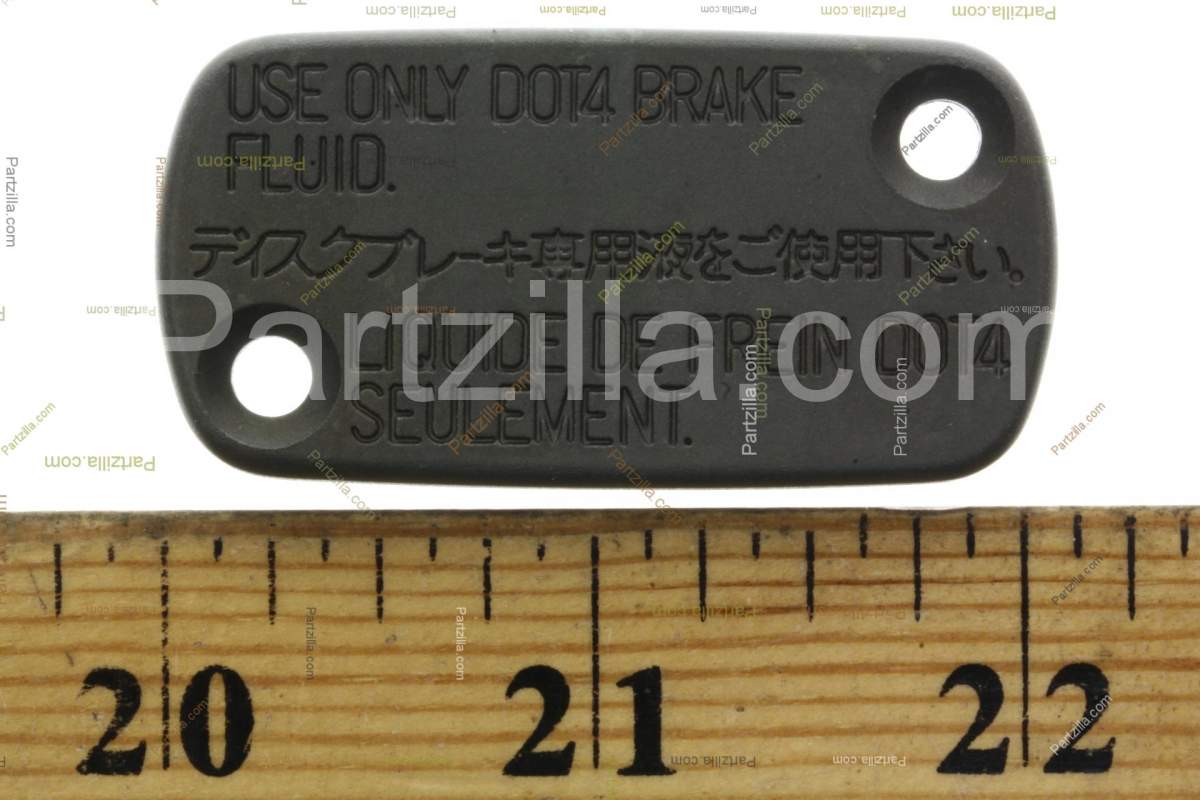 USE ONLY DOT4 BRAKE
FLUID.
ディスクブレーキ専用液をご使用下さい。
LIQUIDE DE FREIN DOT4
SEULEMENT.
Partzilla.com
20 21 22